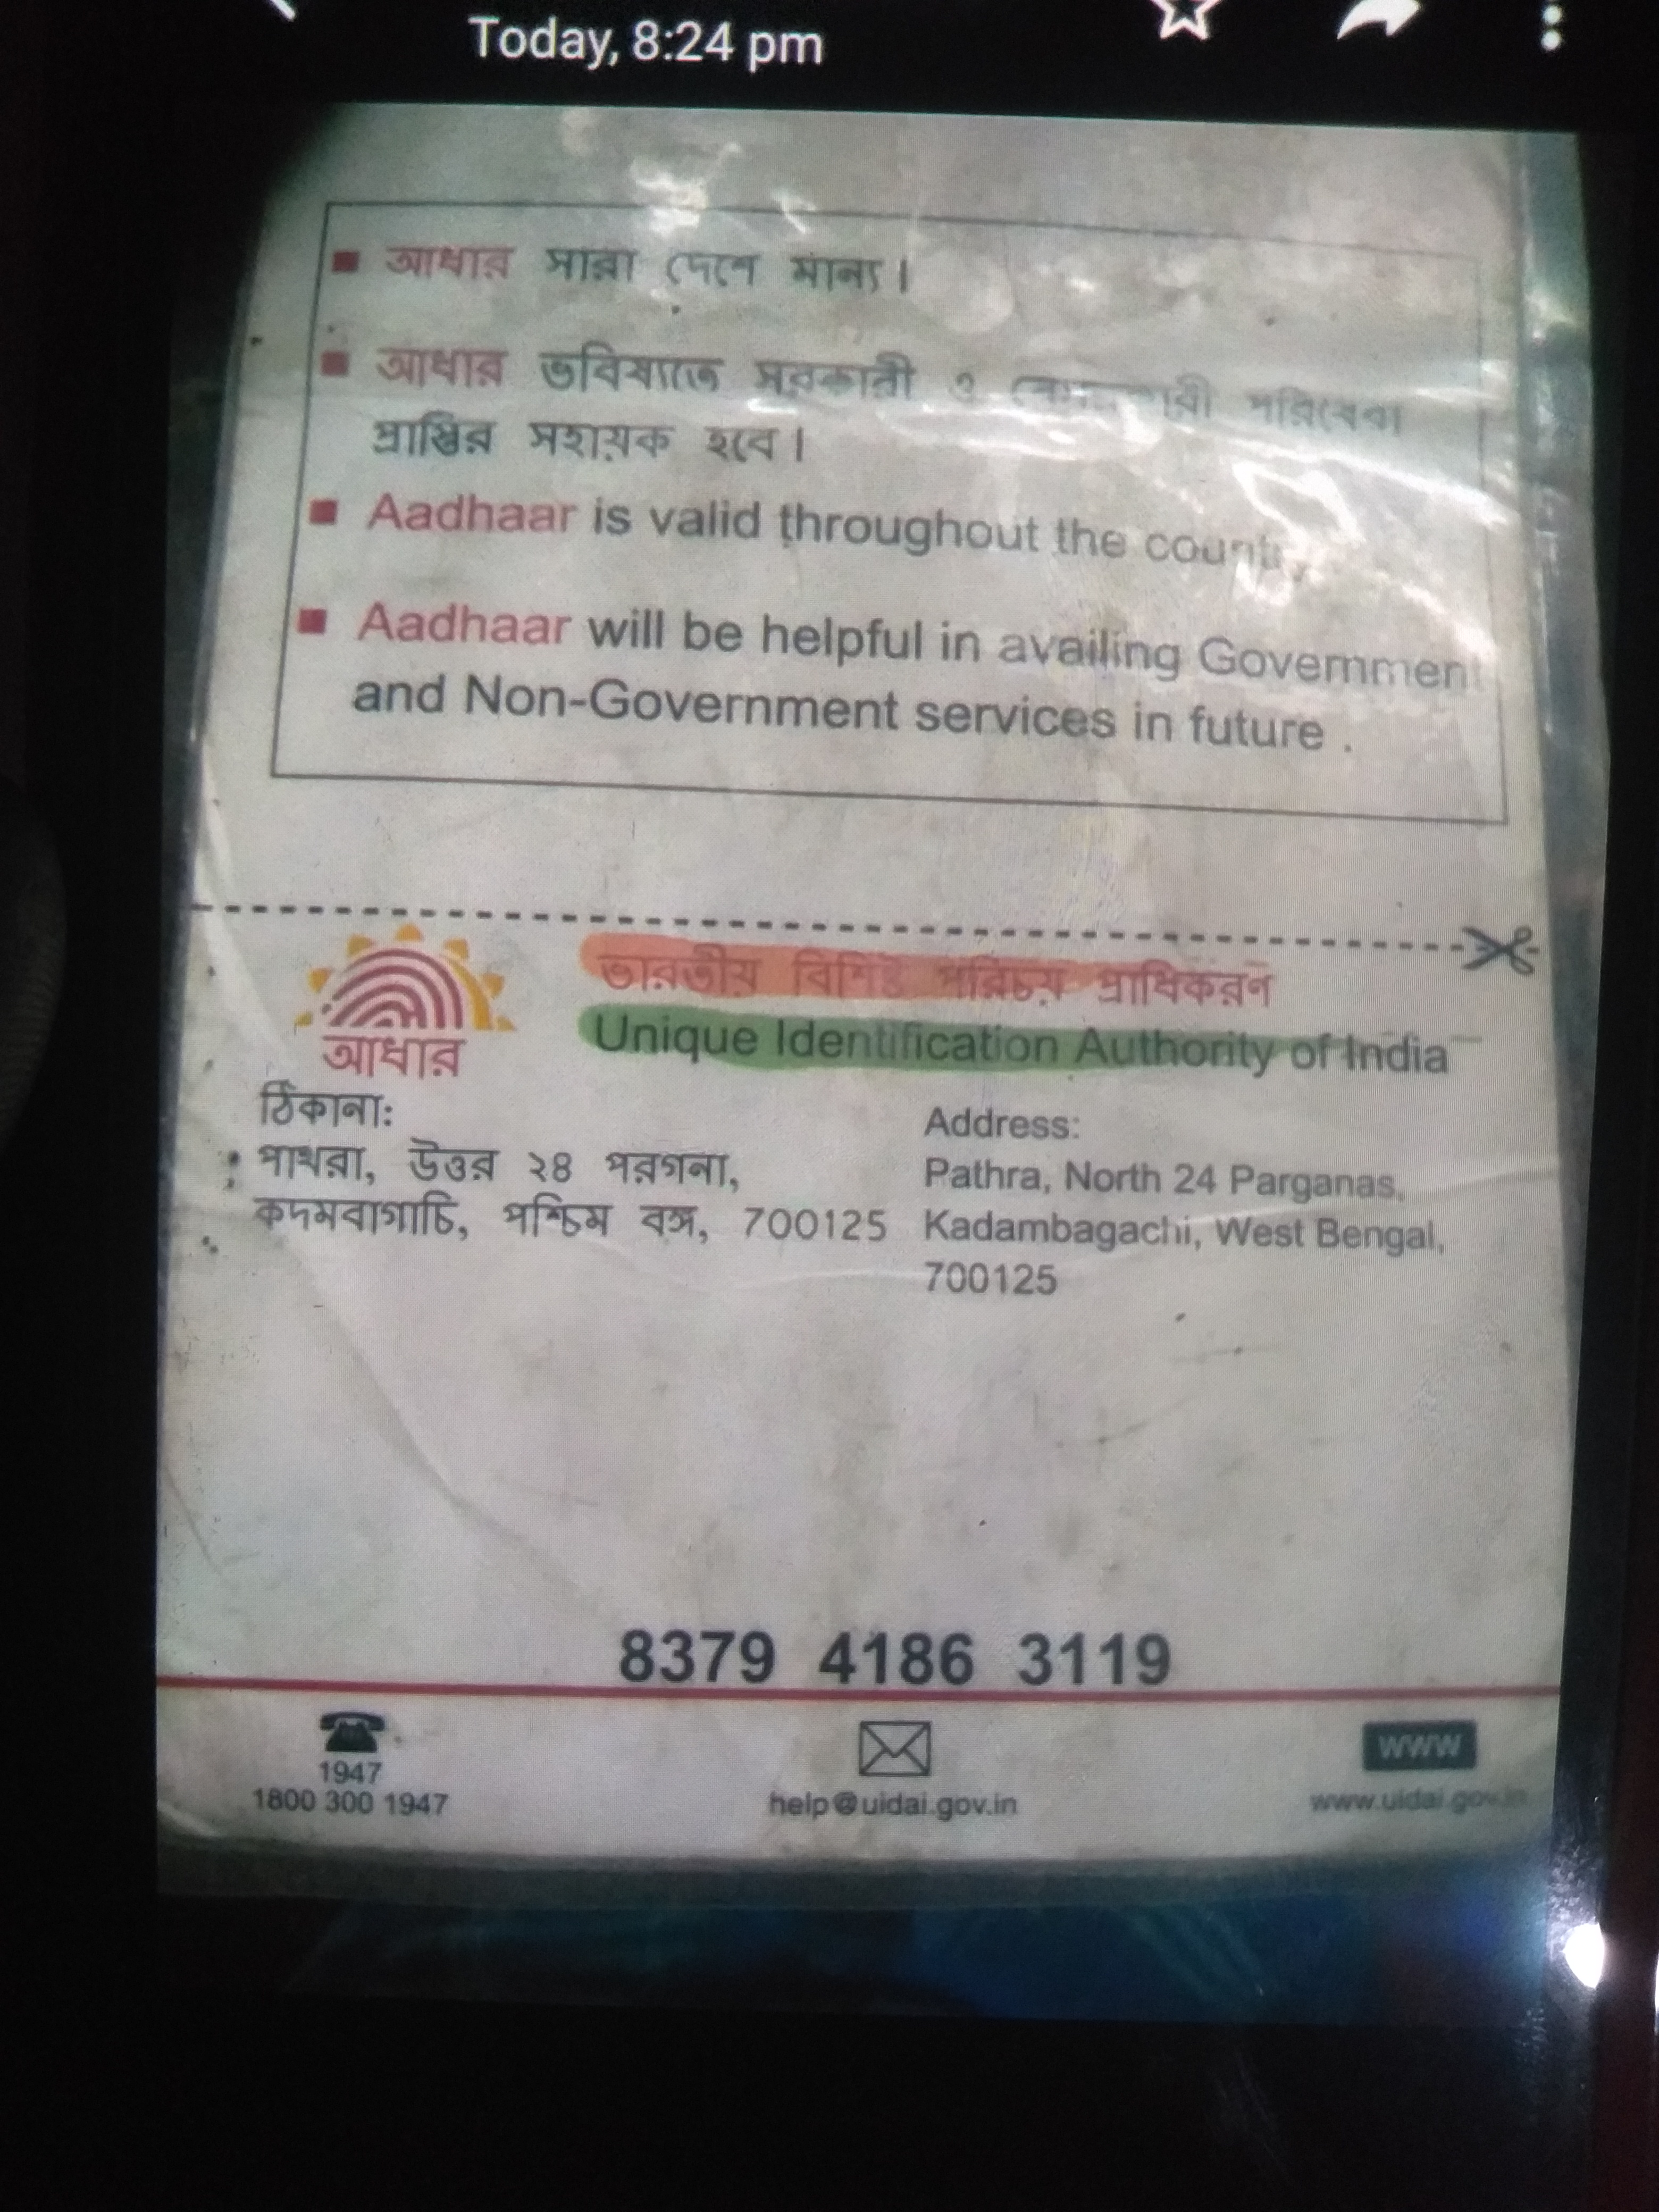 Today, 8:24 pm
আধার সারা দেশে মান্য।
আধার ভবিষ্যতে সরকারী ও পরিষেবা
প্রাপ্তির সহায়ক হবে।
Aadhaar is valid throughout the country
Aadhaar will be helpful in availing Government
and Non-Government services in future .
ভারতীয় বিশিষ্ট পরিচয় প্রাধিকরণ
Unique Identification Authority of India
আধার
ঠিকানা:
পাথরা, উত্তর ২৪ পরগনা,
কদমবাগাচি, পশ্চিম বঙ্গ, 700125
Address:
Pathra, North 24 Parganas,
Kadambagachi, West Bengal,
700125
8379 4186 3119
1947
1800 300 1947
help@uidai.gov.in
www
www.uidai.gov.in